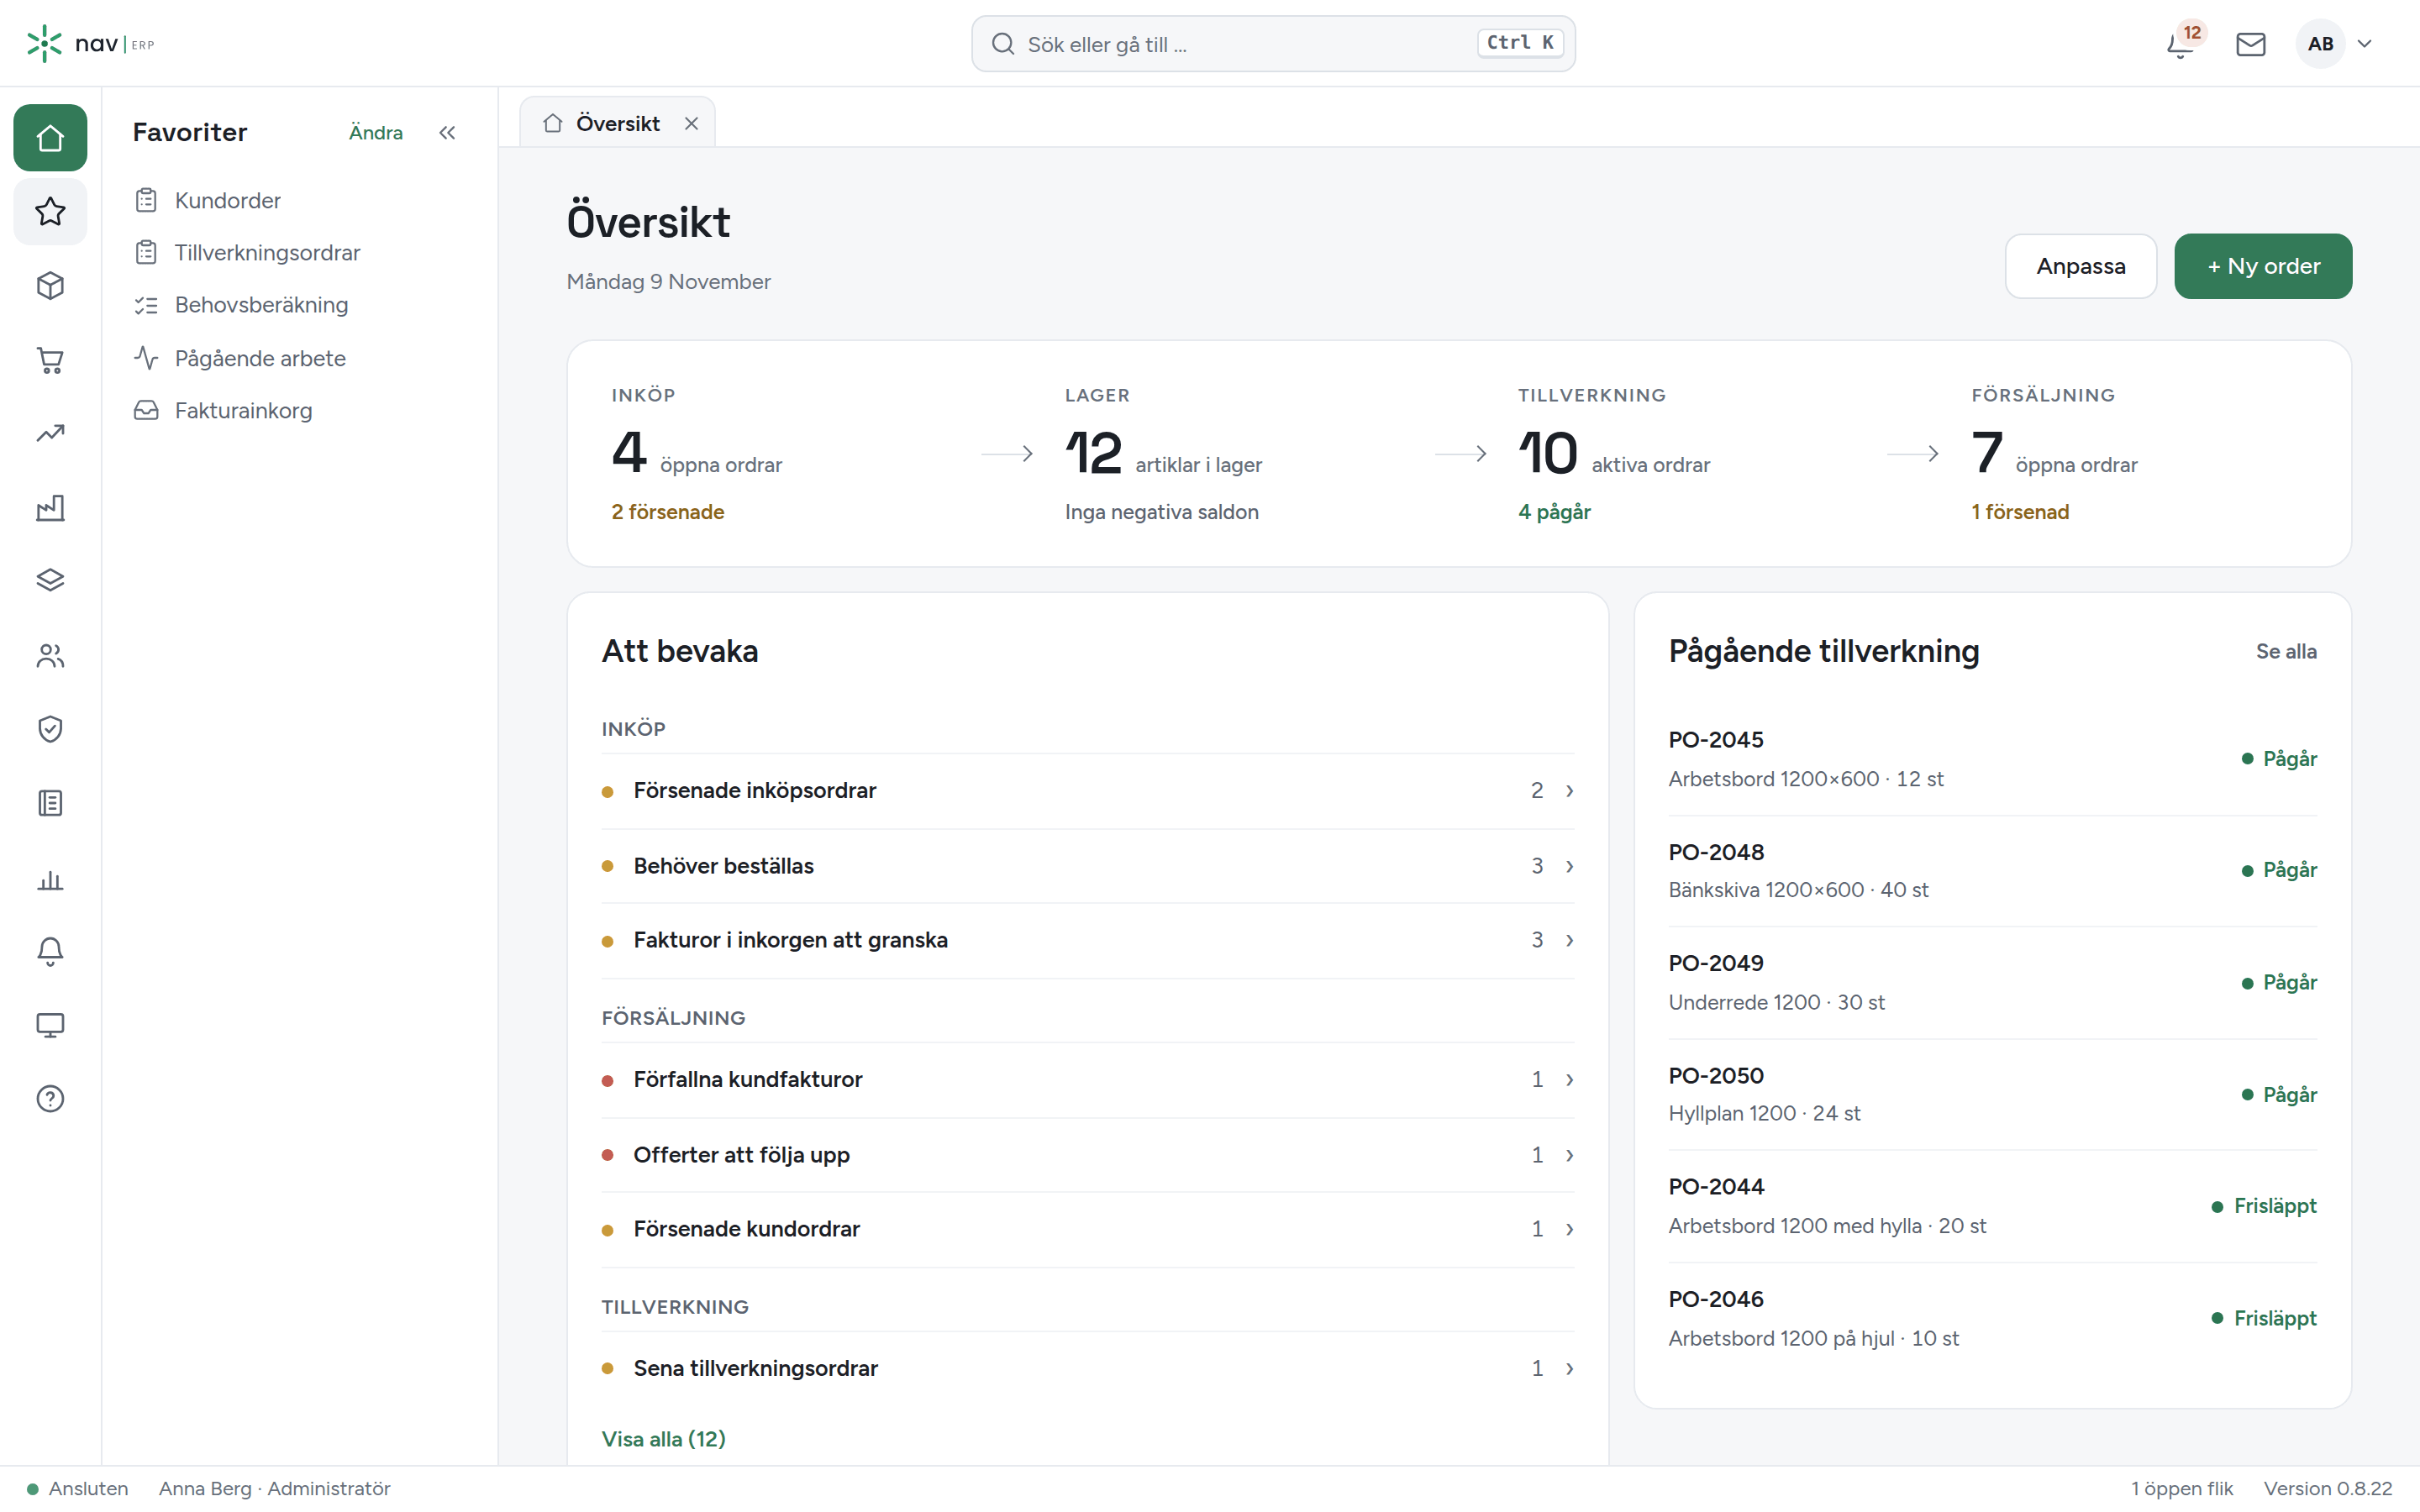 nav | ERP
Sök eller gå till ...
Ctrl K
12
AB
Favoriter
Ändra
Kundorder
Tillverkningsordrar
Behovsberäkning
Pågående arbete
Fakturainkorg
Översikt
Översikt
Måndag 9 November
Anpassa
+ Ny order
INKÖP
4 öppna ordrar
2 försenade
LAGER
12 artiklar i lager
Inga negativa saldon
TILLVERKNING
10 aktiva ordrar
4 pågår
FÖRSÄLJNING
7 öppna ordrar
1 försenad
Att bevaka
INKÖP
Försenade inköpsordrar 2
Behöver beställas 3
Fakturor i inkorgen att granska 3
FÖRSÄLJNING
Förfallna kundfakturor 1
Offerter att följa upp 1
Försenade kundordrar 1
TILLVERKNING
Sena tillverkningsordrar 1
Visa alla (12)
Pågående tillverkning
Se alla
PO-2045
Arbetsbord 1200×600 · 12 st
Pågår
PO-2048
Bänkskiva 1200×600 · 40 st
Pågår
PO-2049
Underrede 1200 · 30 st
Pågår
PO-2050
Hyllplan 1200 · 24 st
Pågår
PO-2044
Arbetsbord 1200 med hylla · 20 st
Frisläppt
PO-2046
Arbetsbord 1200 på hjul · 10 st
Frisläppt
Ansluten
Anna Berg · Administratör
1 öppen flik
Version 0.8.22